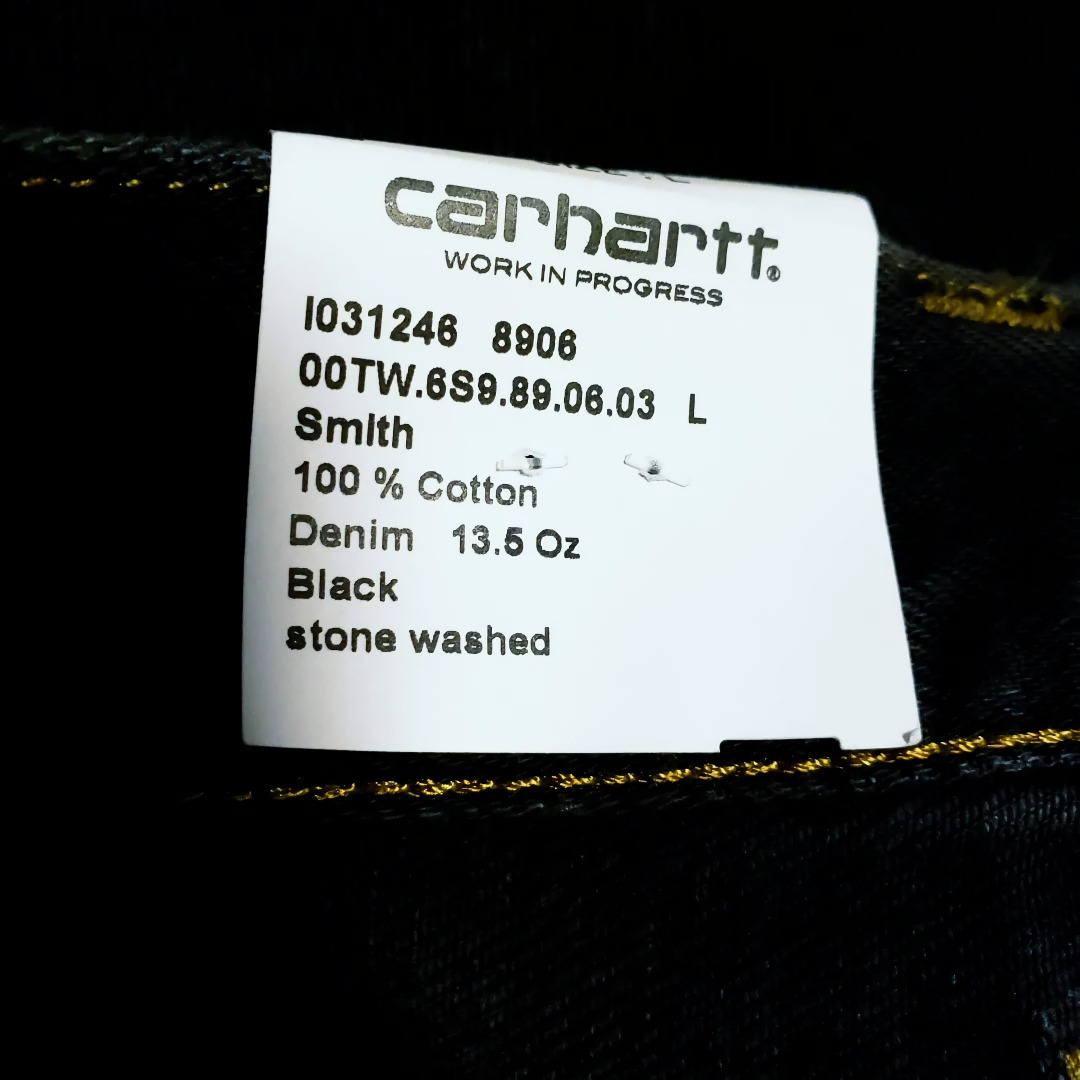 carhartt®
WORK IN PROGRESS
I031246 8906
00TW.6S9.89.06.03 L
Smith
100 % Cotton
Denim 13.5 Oz
Black
stone washed